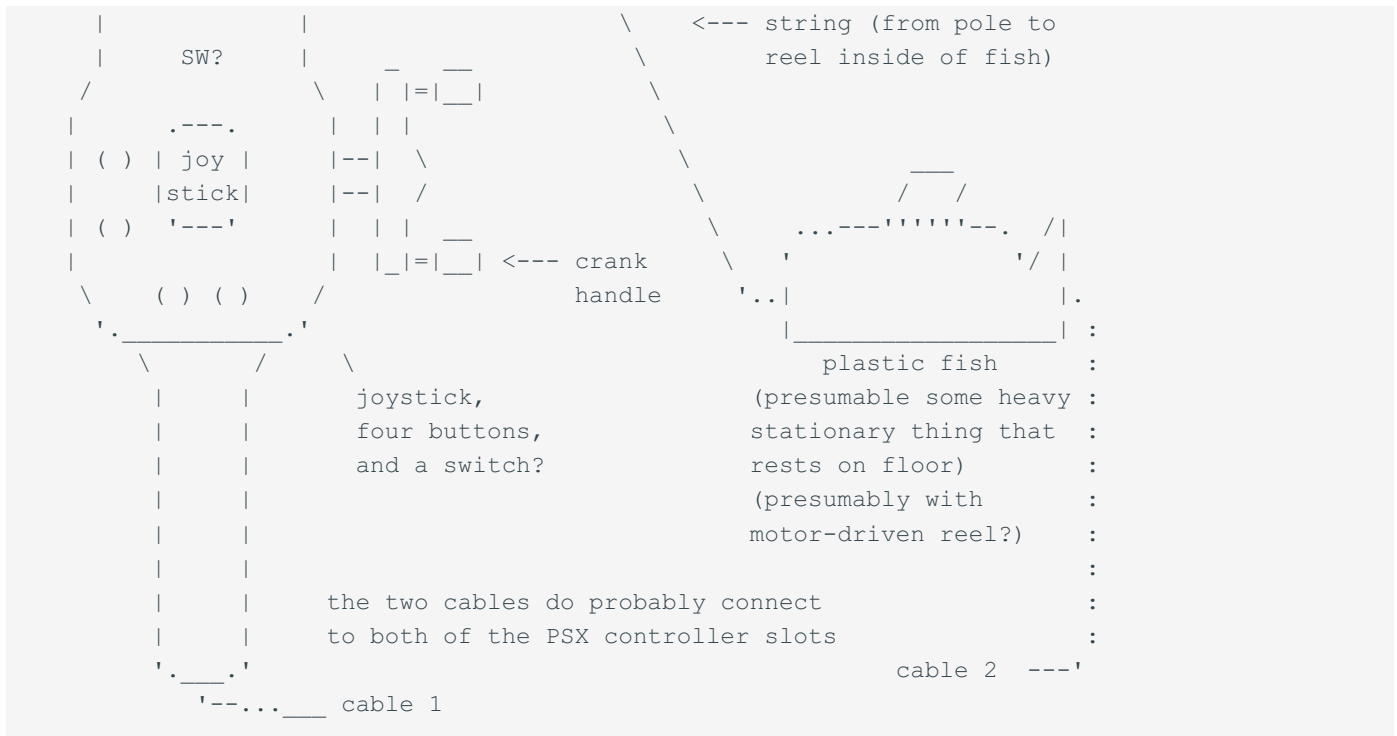 <--- string (from pole to
SW? reel inside of fish)
( ) joy
stick
( )
<--- crank
( ) ( ) handle
plastic fish
joystick, (presumable some heavy
four buttons, stationary thing that
and a switch? rests on floor)
(presumably with
motor-driven reel?)
the two cables do probably connect
to both of the PSX controller slots
cable 2 ---'
'--...___ cable 1